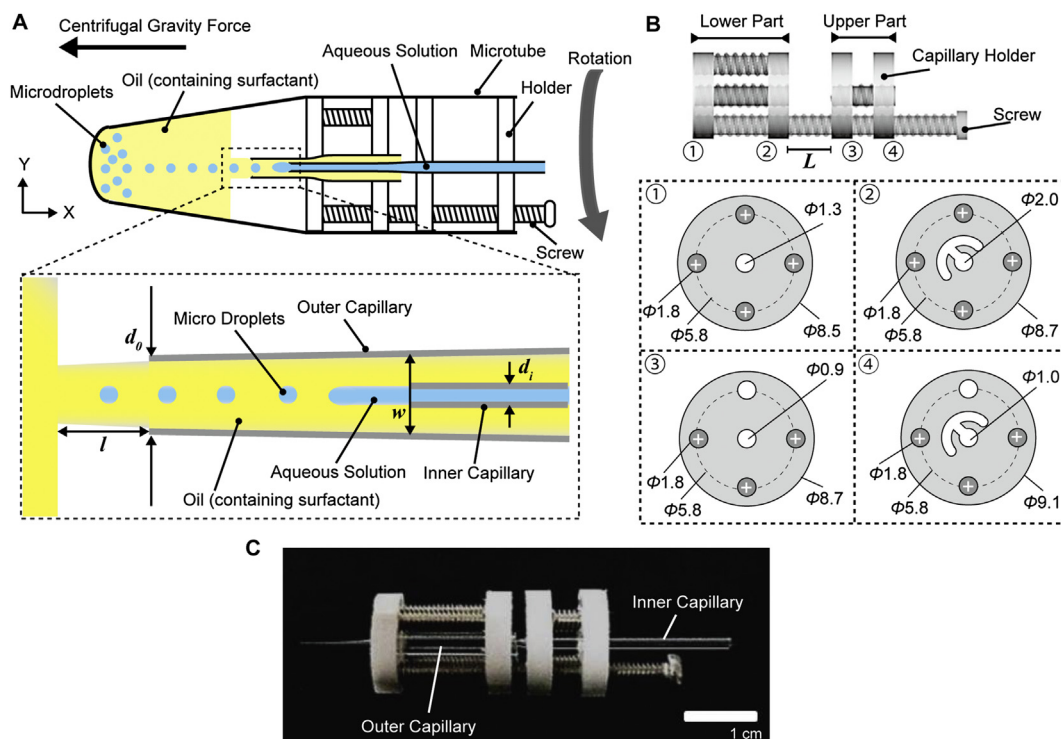 A
Centrifugal Gravity Force
Oil (containing surfactant)
Microdroplets
Aqueous Solution
Microtube
Rotation
Holder
Y
X
Screw
Outer Capillary
Micro Droplets
d0
di
w
l
Aqueous Solution
Inner Capillary
Oil (containing surfactant)
B
Lower Part
Upper Part
Capillary Holder
Screw
① ② L ③ ④
①
Φ1.3
Φ1.8
Φ5.8
Φ8.5
②
Φ2.0
Φ1.8
Φ5.8
Φ8.7
③
Φ0.9
Φ1.8
Φ5.8
Φ8.7
④
Φ1.0
Φ1.8
Φ5.8
Φ9.1
C
Inner Capillary
Outer Capillary
1 cm